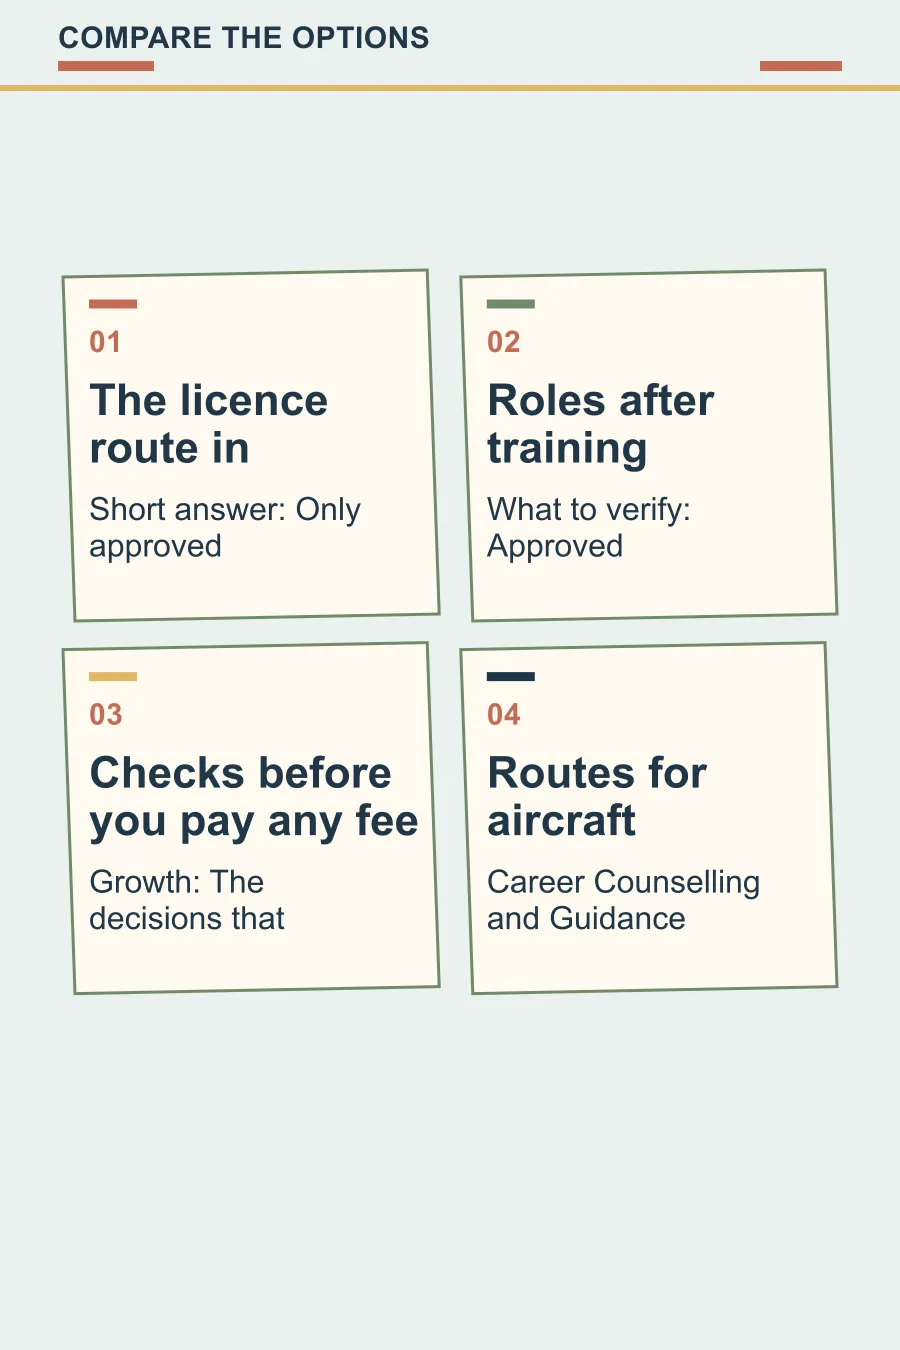 COMPARE THE OPTIONS
01
The licence
route in
Short answer: Only
approved
02
Roles after
training
What to verify:
Approved
03
Checks before
you pay any fee
Growth: The
decisions that
04
Routes for
aircraft
Career Counselling
and Guidance